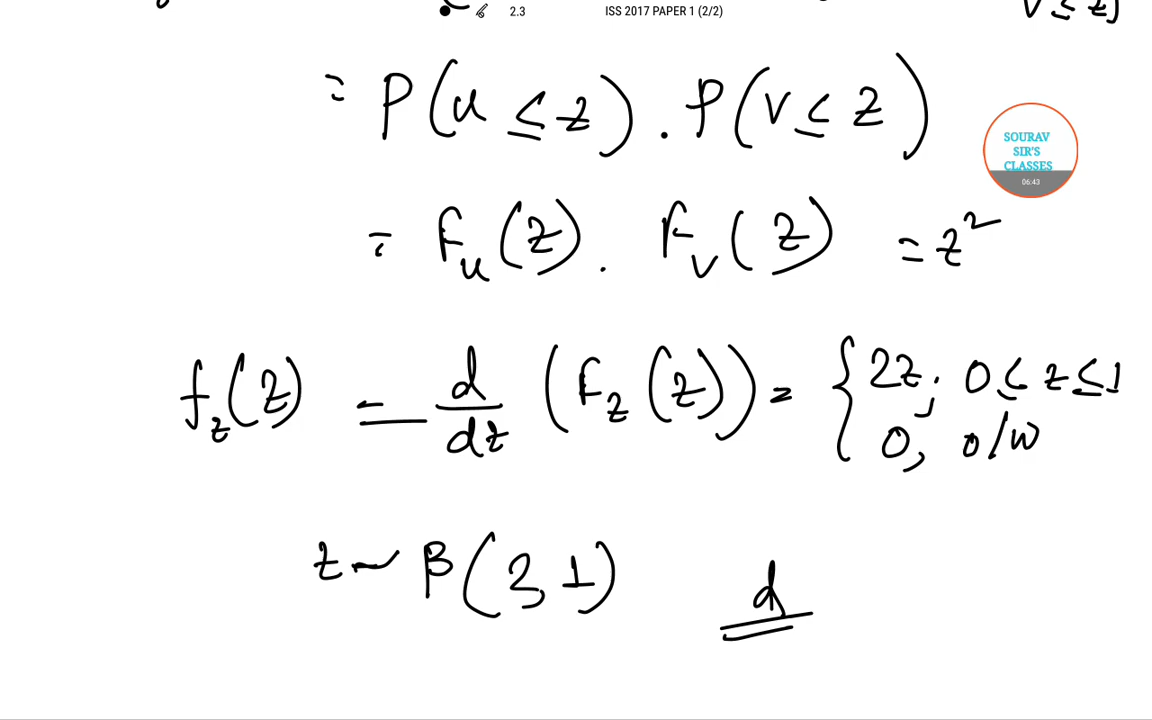 2.3 ISS 2017 PAPER 1 (2/2)
V ≤ z)
= P(u ≤ z) . P(V ≤ z)
SOURAV
SIR'S
CLASSES
06:43
= F_u(z) . F_V(z) = z²
f_z(z) = d/dz (F_z(z)) = { 2z; 0 ≤ z ≤ 1
0, o/w
z ~ β(2, 1) d